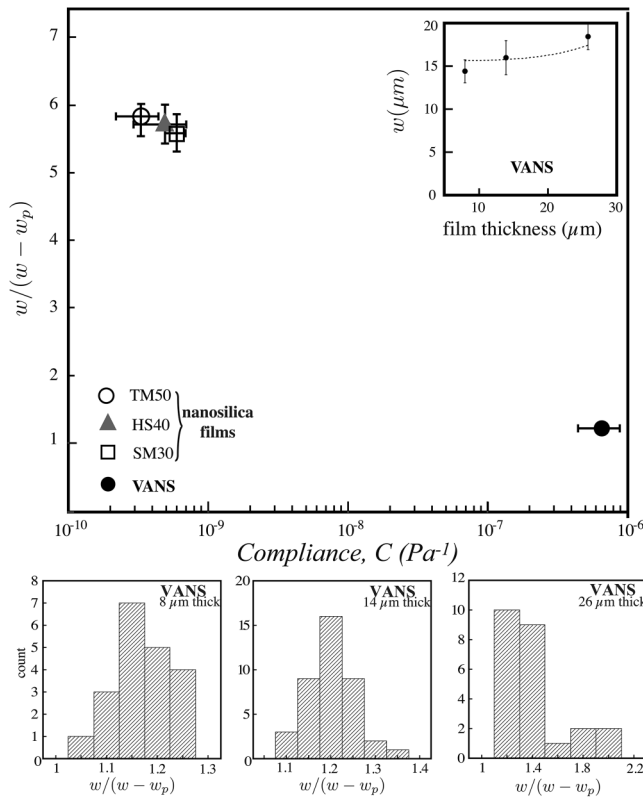 7
6
5
4
3
2
1
w/(w − w_p)
TM50
HS40
SM30
nanosilica
films
VANS
10^-10
10^-9
10^-8
10^-7
10^-6
Compliance, C (Pa^-1)
20
15
10
5
0
w(μm)
VANS
10
20
30
film thickness (μm)
8
7
6
5
4
3
2
1
0
count
VANS
8 μm thick
1
1.1
1.2
1.3
w/(w − w_p)
20
15
10
5
0
VANS
14 μm thick
1.1
1.2
1.3
1.4
w/(w − w_p)
12
10
8
6
4
2
0
VANS
26 μm thick
1
1.4
1.8
2.2
w/(w − w_p)